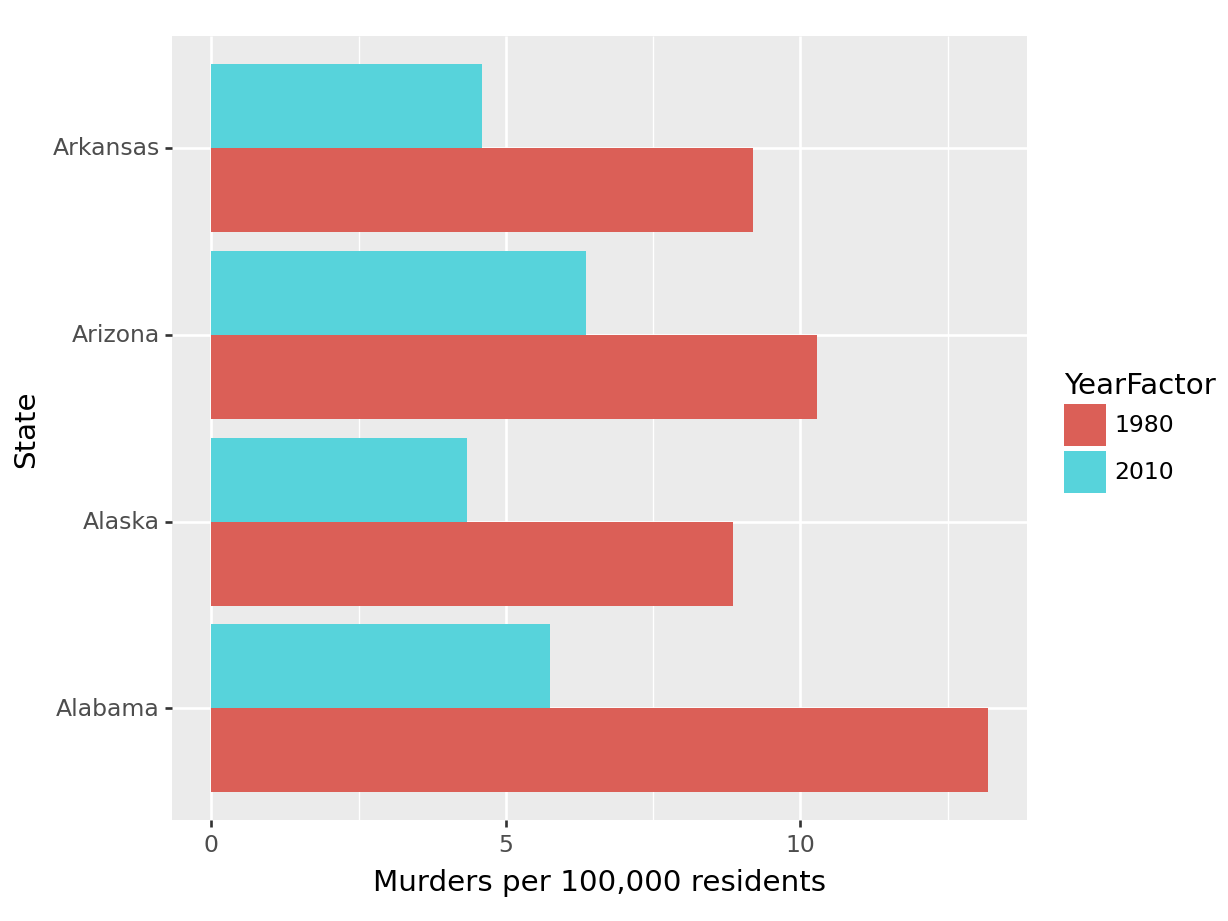 Arkansas
Arizona
Alaska
Alabama
State
0 5 10
Murders per 100,000 residents
YearFactor
1980
2010